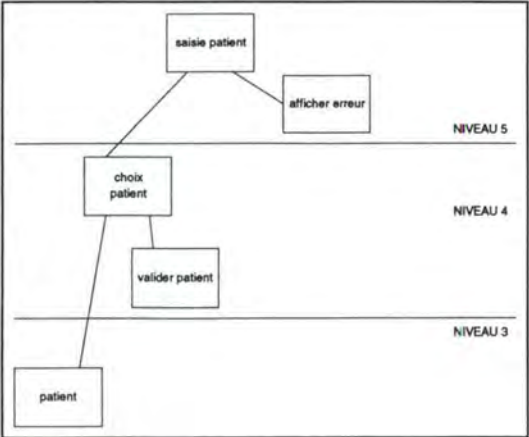 saisie patient
afficher erreur
NIVEAU 5
choix
patient
NIVEAU 4
valider patient
NIVEAU 3
patient